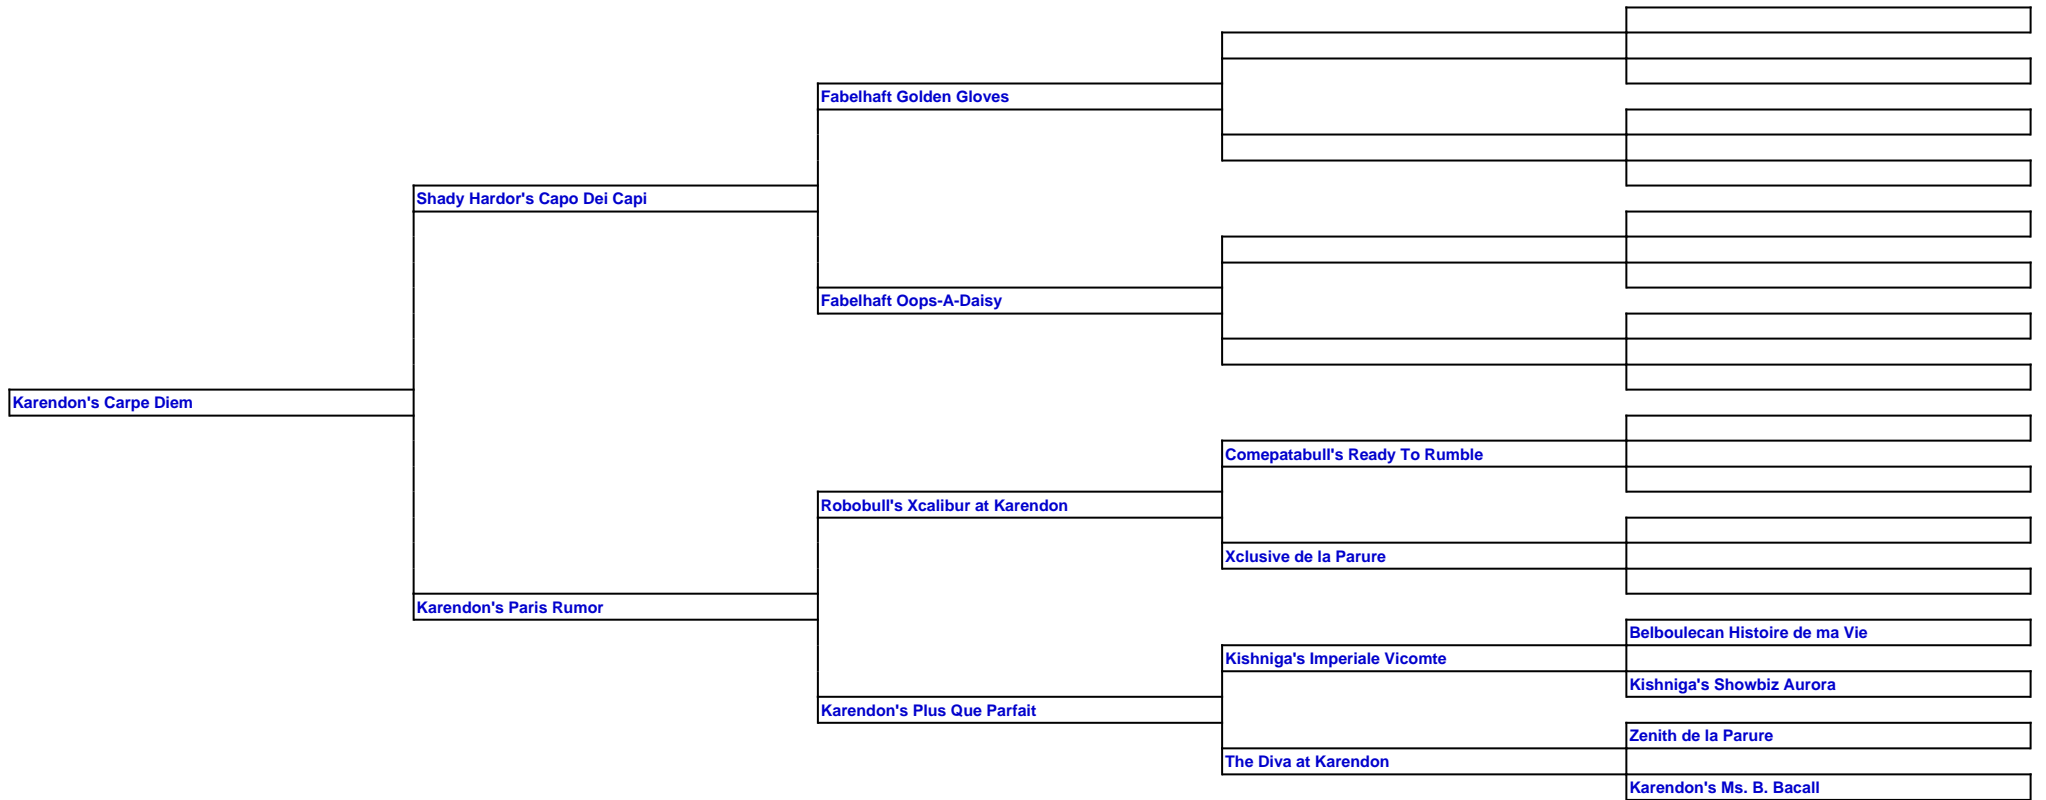 Fabelhaft Golden Gloves
Shady Hardor's Capo Dei Capi
Fabelhaft Oops-A-Daisy
Karendon's Carpe Diem
Comepatabull's Ready To Rumble
Robobull's Xcalibur at Karendon
Xclusive de la Parure
Karendon's Paris Rumor
Belboulecan Histoire de ma Vie
Kishniga's Imperiale Vicomte
Kishniga's Showbiz Aurora
Karendon's Plus Que Parfait
Zenith de la Parure
The Diva at Karendon
Karendon's Ms. B. Bacall